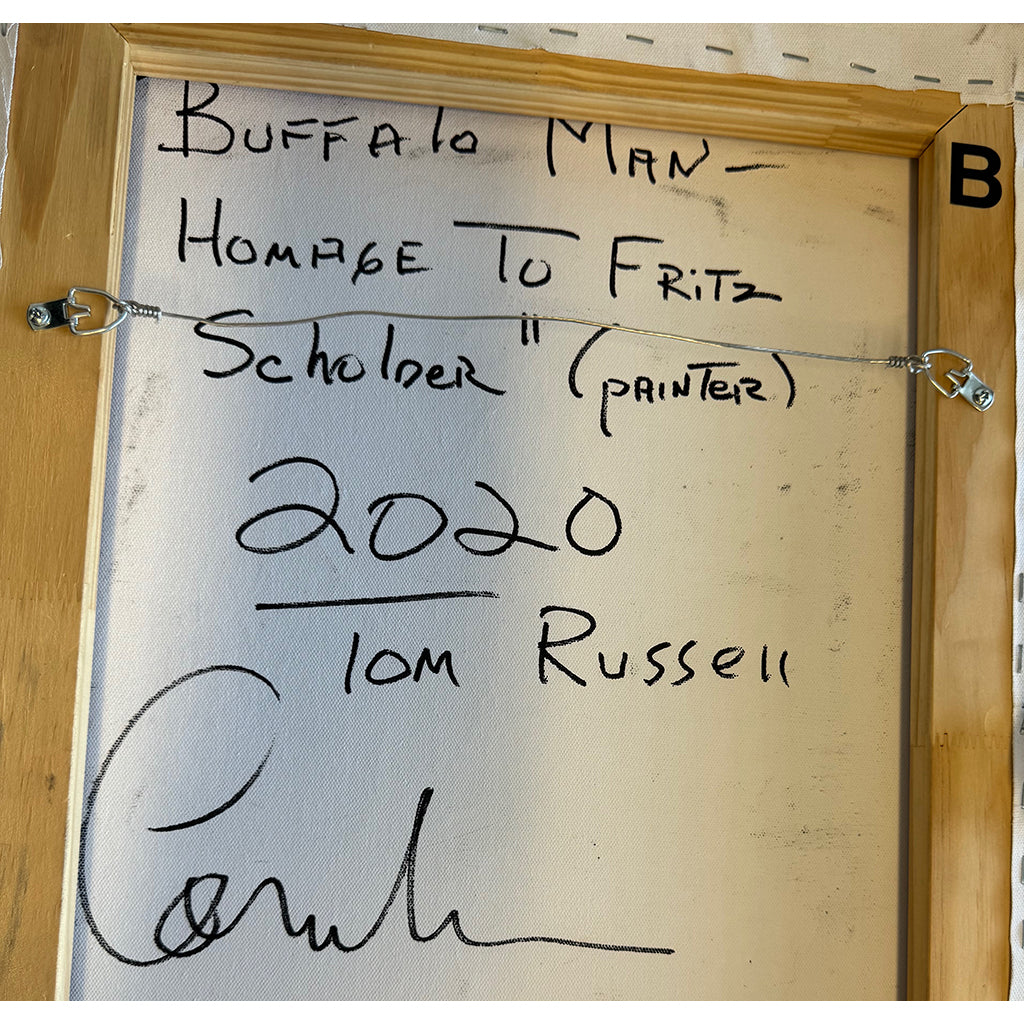 BUFFALO MAN —
B
HOMAGE TO FRITZ
SCHOLDER" (PAINTER)
2020
TOM RUSSELL